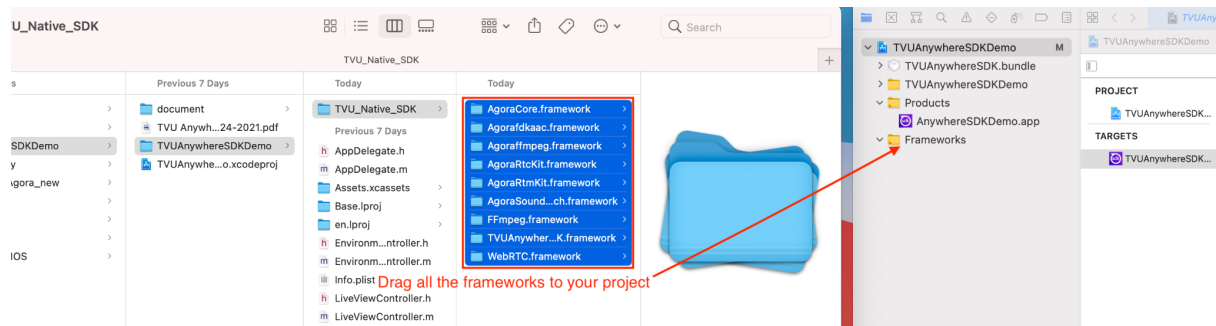 U_Native_SDK
Search
TVU_Native_SDK
s
Previous 7 Days
Today
Today
SDKDemo
y
gora_new
IOS
document
TVU Anywh...24-2021.pdf
TVUAnywhereSDKDemo
TVUAnywhe...o.xcodeproj
TVU_Native_SDK
Previous 7 Days
AppDelegate.h
AppDelegate.m
Assets.xcassets
Base.lproj
en.lproj
Environm...ntroller.h
Environm...ntroller.m
Info.plist
LiveViewController.h
LiveViewController.m
AgoraCore.framework
Agorafdkaac.framework
Agoraffmpeg.framework
AgoraRtcKit.framework
AgoraRtmKit.framework
AgoraSound...ch.framework
FFmpeg.framework
TVUAnywher...K.framework
WebRTC.framework
Drag all the frameworks to your project
TVUAnywhereSDKDemo M
TVUAnywhereSDK.bundle
TVUAnywhereSDKDemo
Products
AnywhereSDKDemo.app
Frameworks
TVUAny
TVUAnywhereSDKDemo
PROJECT
TVUAnywhereSDK...
TARGETS
TVUAnywhereSDK...